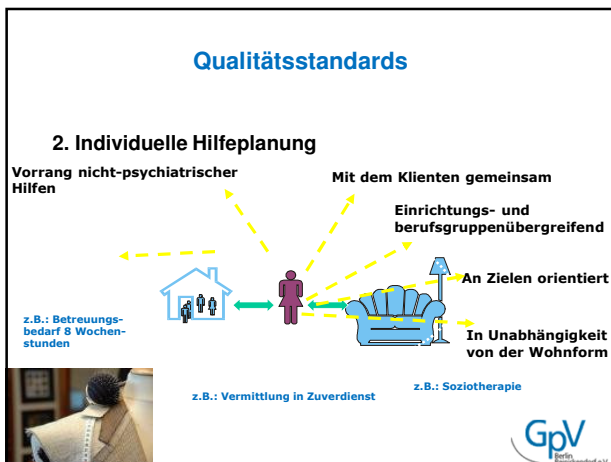 Qualitätsstandards
2. Individuelle Hilfeplanung
Vorrang nicht-psychiatrischer
Hilfen
Mit dem Klienten gemeinsam
Einrichtungs- und
berufsgruppenübergreifend
An Zielen orientiert
In Unabhängigkeit
von der Wohnform
z.B.: Betreuungs-
bedarf 8 Wochen-
stunden
z.B.: Vermittlung in Zuverdienst
z.B.: Soziotherapie
GpV
Berlin